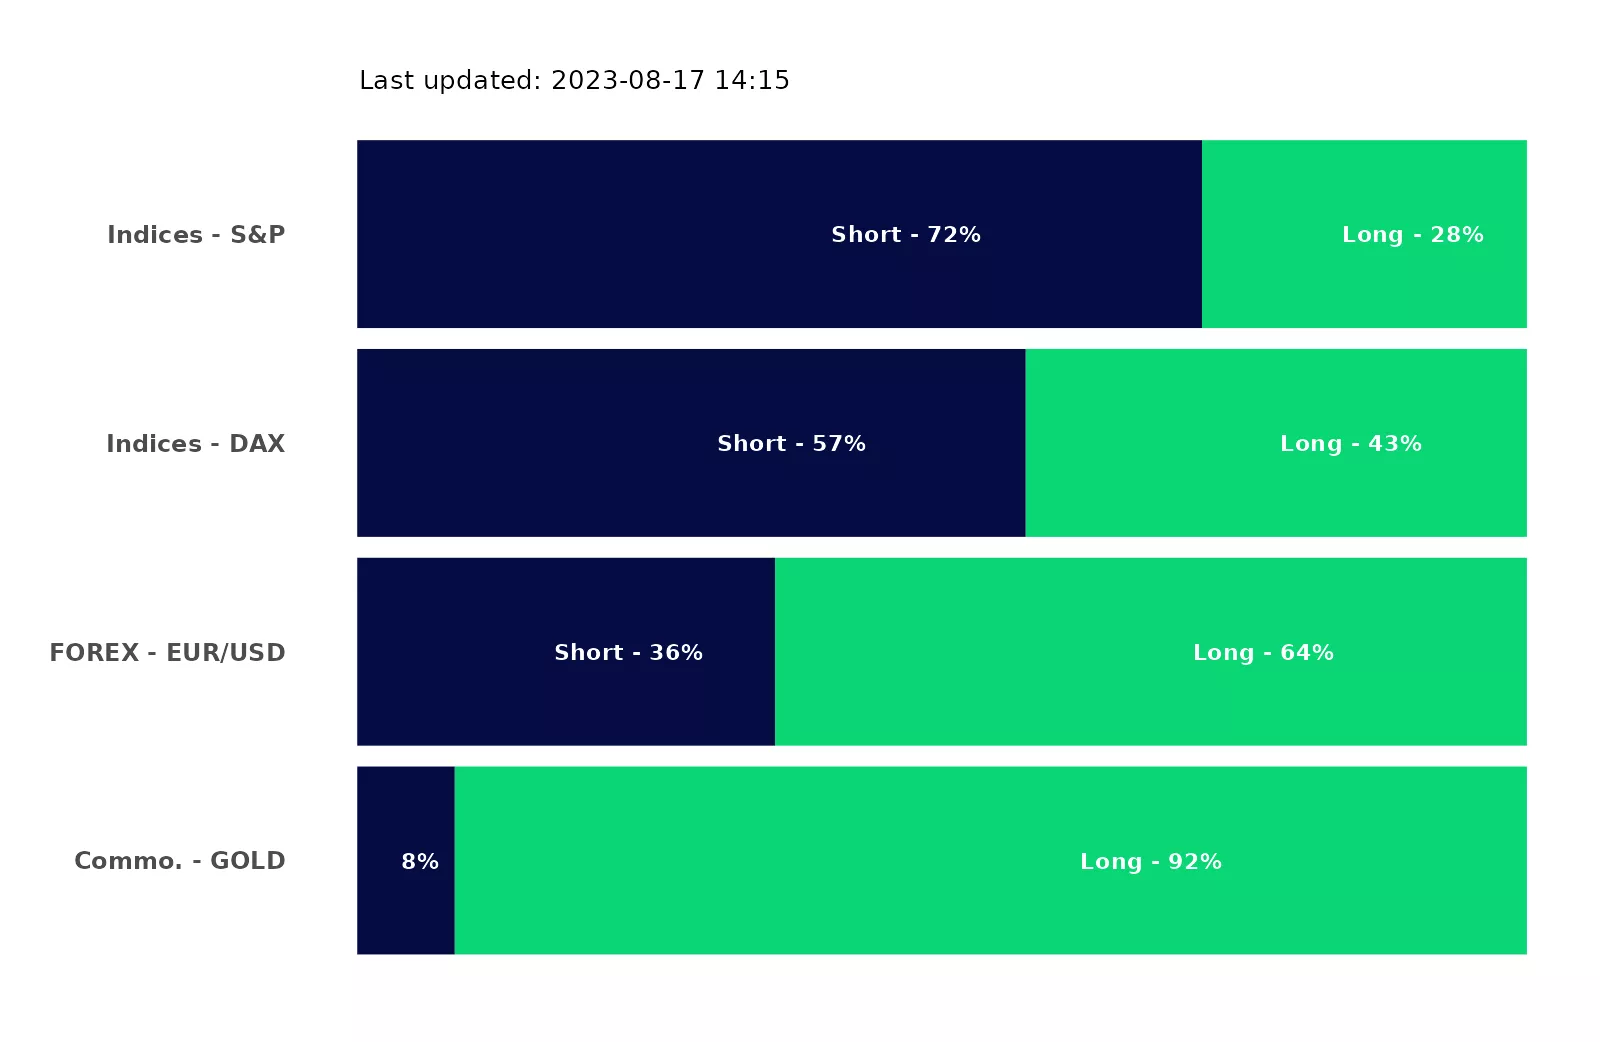 Last updated: 2023-08-17 14:15
Indices - S&P
Short - 72%
Long - 28%
Indices - DAX
Short - 57%
Long - 43%
FOREX - EUR/USD
Short - 36%
Long - 64%
Commo. - GOLD
8%
Long - 92%